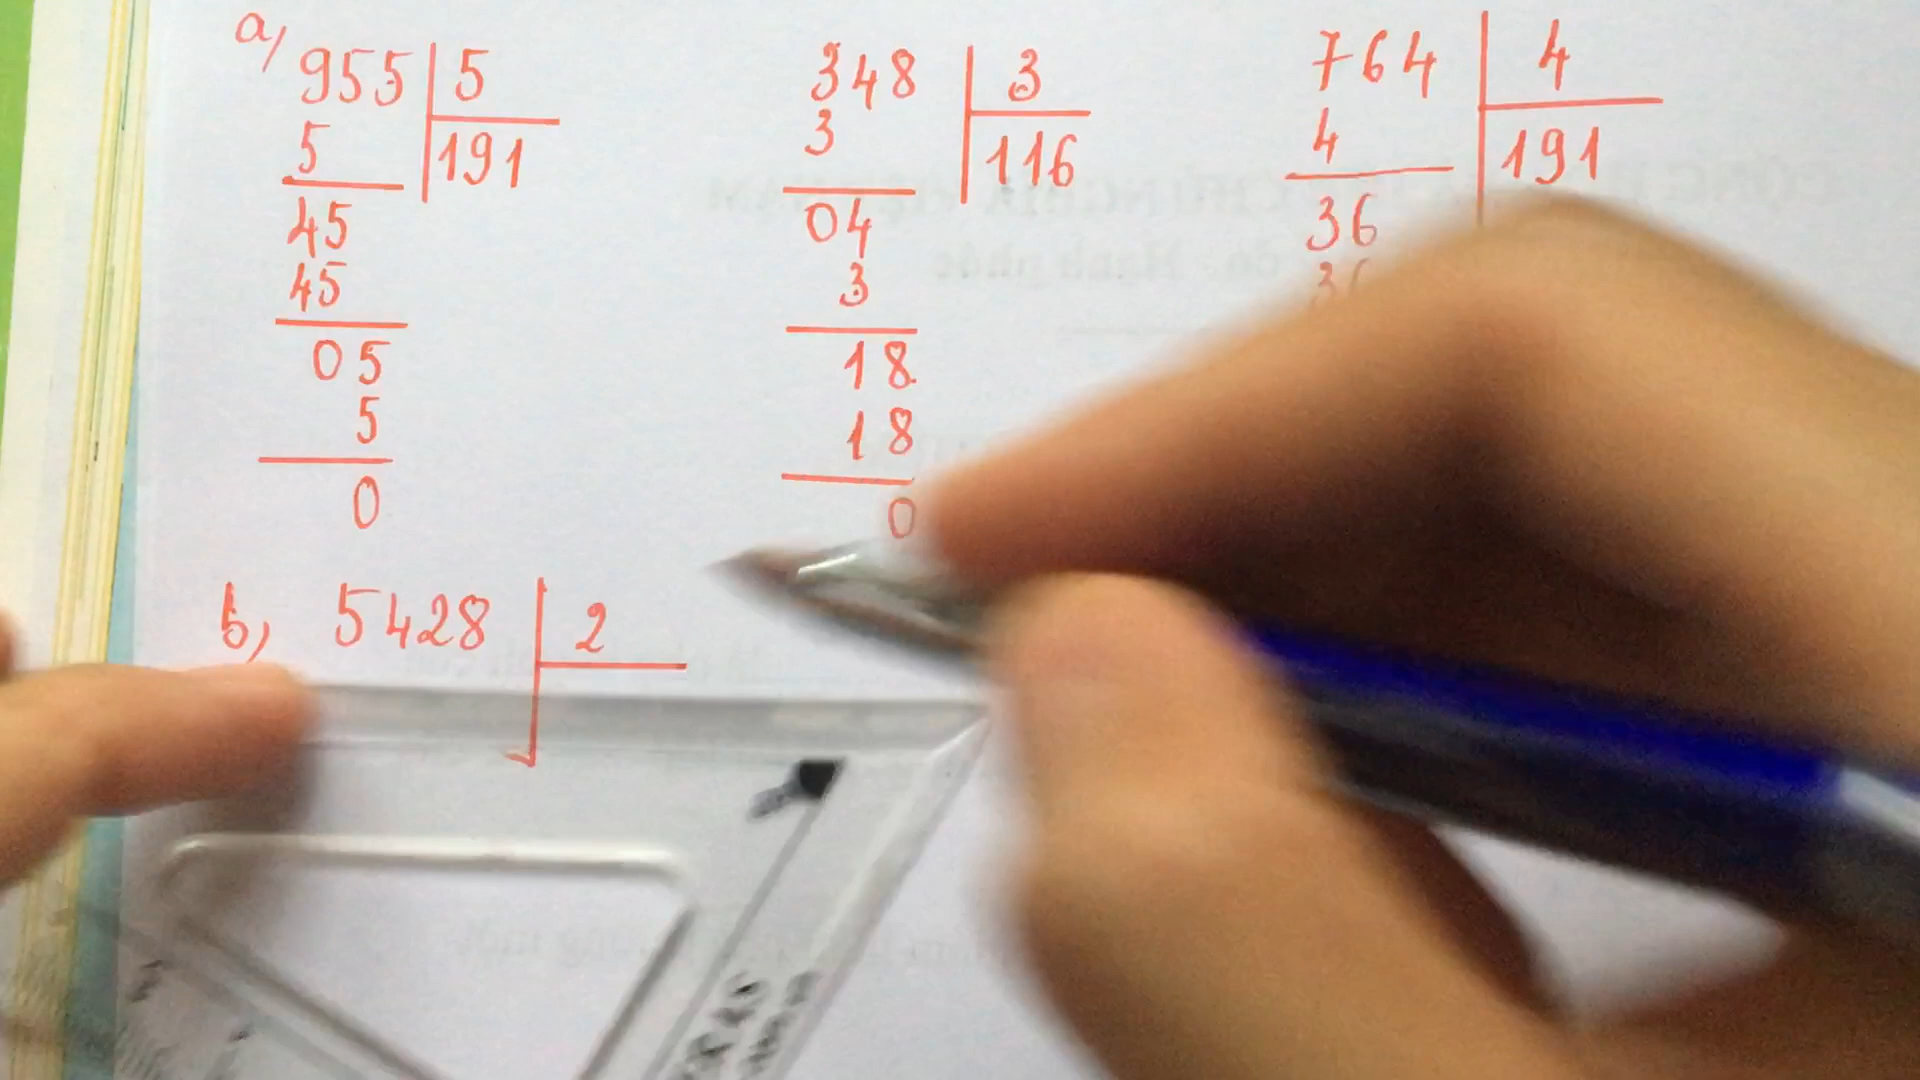 a, 955 5 348 3 764 4
5 191 3 116 4 191
45 04 36
45 3 36
05 18
5 18
0 0
b, 5428 2